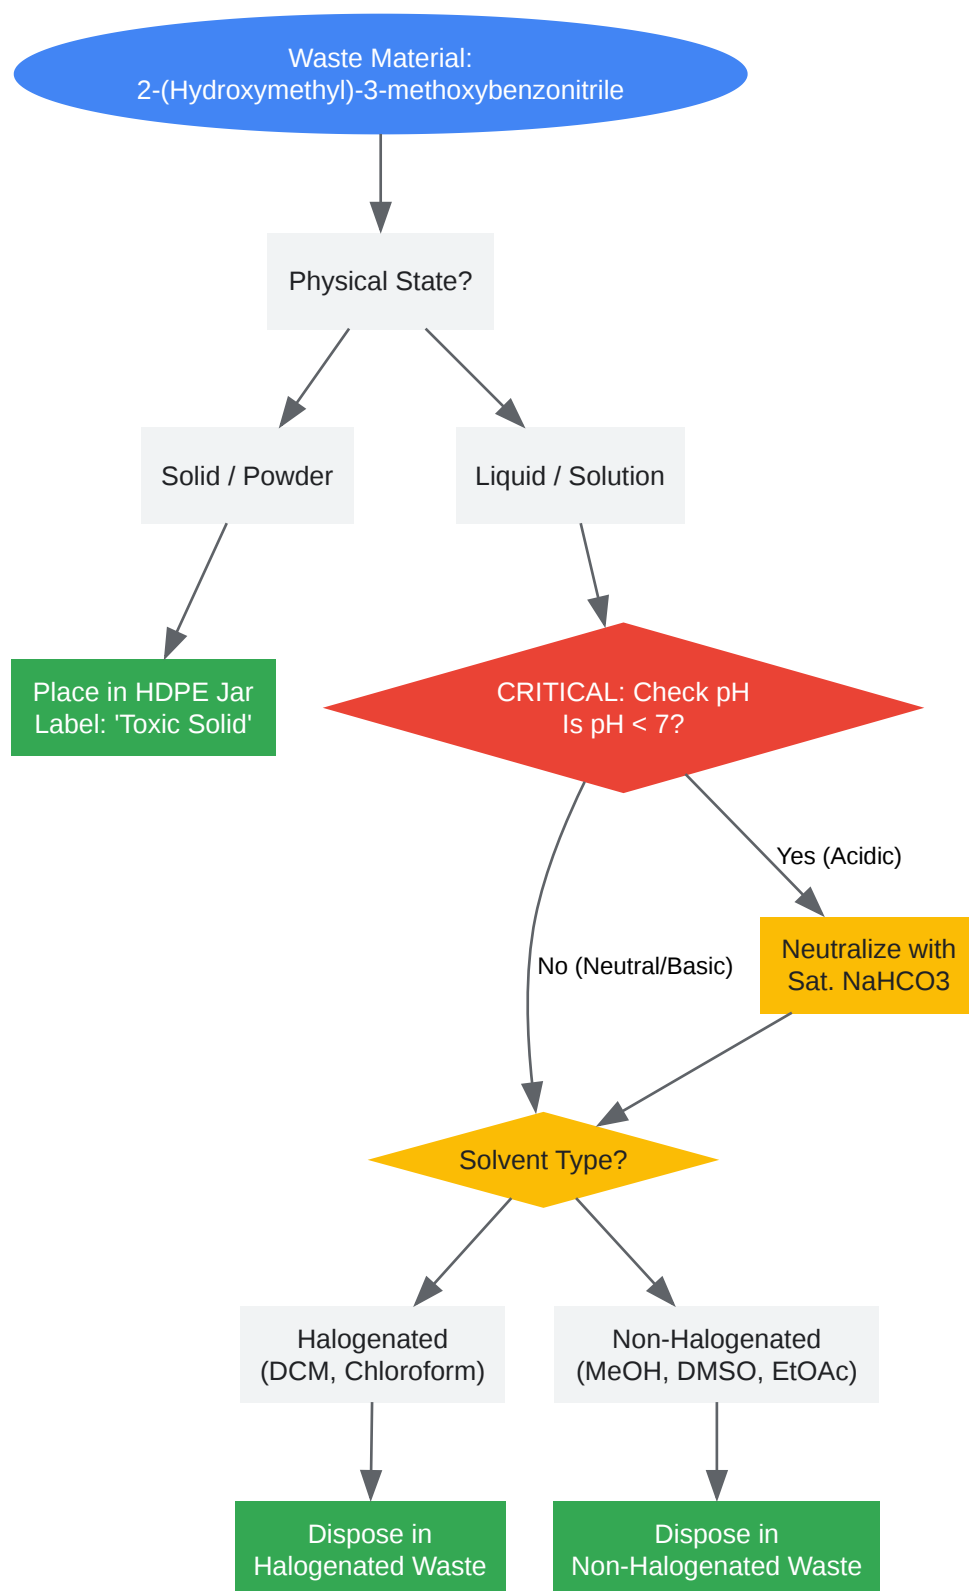 Waste Material:
2-(Hydroxymethyl)-3-methoxybenzonitrile
Physical State?
Solid / Powder
Liquid / Solution
Place in HDPE Jar
Label: 'Toxic Solid'
CRITICAL: Check pH
Is pH < 7?
Yes (Acidic)
No (Neutral/Basic)
Neutralize with
Sat. NaHCO3
Solvent Type?
Halogenated
(DCM, Chloroform)
Non-Halogenated
(MeOH, DMSO, EtOAc)
Dispose in
Halogenated Waste
Dispose in
Non-Halogenated Waste